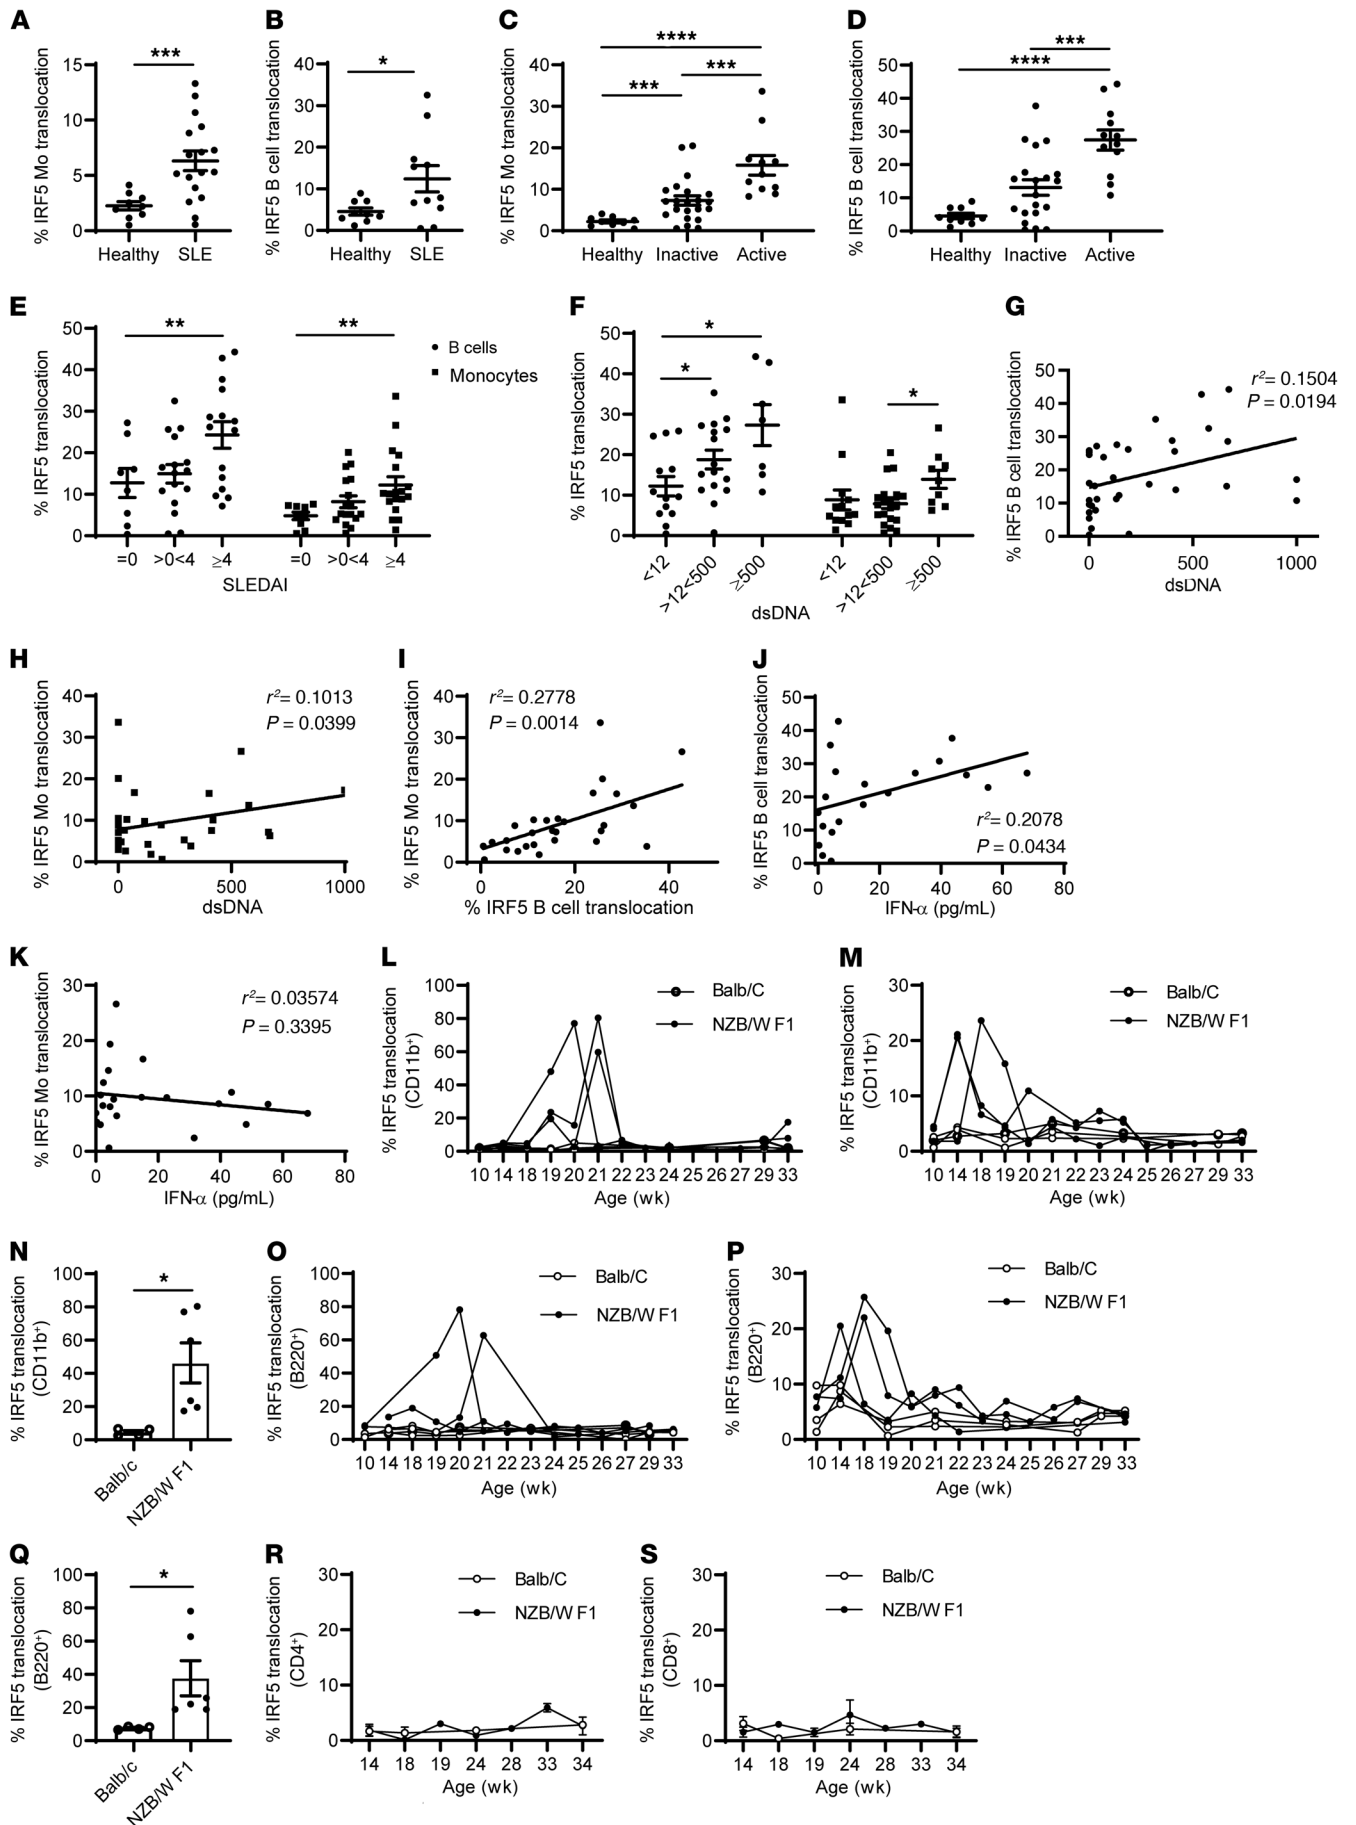 A
% IRF5 Mo translocation
15
10
5
0
***
Healthy
SLE
B
% IRF5 B cell translocation
40
30
20
10
0
*
Healthy
SLE
C
% IRF5 Mo translocation
40
30
20
10
0
****
***
***
Healthy
Inactive
Active
D
% IRF5 B cell translocation
50
40
30
20
10
0
***
****
Healthy
Inactive
Active
E
% IRF5 translocation
50
40
30
20
10
0
**
**
B cells
Monocytes
=0
>0<4
≥4
=0
>0<4
≥4
SLEDAI
F
% IRF5 translocation
50
40
30
20
10
0
*
*
*
<12
>12<500
≥500
<12
>12<500
≥500
dsDNA
G
% IRF5 B cell translocation
50
40
30
20
10
0
r²= 0.1504
P = 0.0194
0
500
1000
dsDNA
H
% IRF5 Mo translocation
40
30
20
10
0
r²= 0.1013
P = 0.0399
0
500
1000
dsDNA
I
% IRF5 Mo translocation
40
30
20
10
0
r²= 0.2778
P = 0.0014
0
20
40
% IRF5 B cell translocation
J
% IRF5 B cell translocation
50
40
30
20
10
0
r²= 0.2078
P = 0.0434
0
20
40
60
80
IFN-α (pg/mL)
K
% IRF5 Mo translocation
30
20
10
0
r²= 0.03574
P = 0.3395
0
20
40
60
80
IFN-α (pg/mL)
L
% IRF5 translocation
(CD11b⁺)
100
80
60
40
20
0
Balb/C
NZB/W F1
10 14 18 19 20 21 22 23 24 25 26 27 29 33
Age (wk)
M
% IRF5 translocation
(CD11b⁺)
30
20
10
0
Balb/C
NZB/W F1
10 14 18 19 20 21 22 23 24 25 26 27 29 33
Age (wk)
N
% IRF5 translocation
(CD11b⁺)
100
80
60
40
20
0
*
Balb/c
NZB/W F1
O
% IRF5 translocation
(B220⁺)
100
80
60
40
20
0
Balb/C
NZB/W F1
10 14 18 19 20 21 22 23 24 25 26 27 29 33
Age (wk)
P
% IRF5 translocation
(B220⁺)
30
20
10
0
Balb/C
NZB/W F1
10 14 18 19 20 21 22 23 24 25 26 27 29 33
Age (wk)
Q
% IRF5 translocation
(B220⁺)
100
80
60
40
20
0
*
Balb/c
NZB/W F1
R
% IRF5 translocation
(CD4⁺)
30
20
10
0
Balb/C
NZB/W F1
14 18 19 24 28 33 34
Age (wk)
S
% IRF5 translocation
(CD8⁺)
30
20
10
0
Balb/C
NZB/W F1
14 18 19 24 28 33 34
Age (wk)